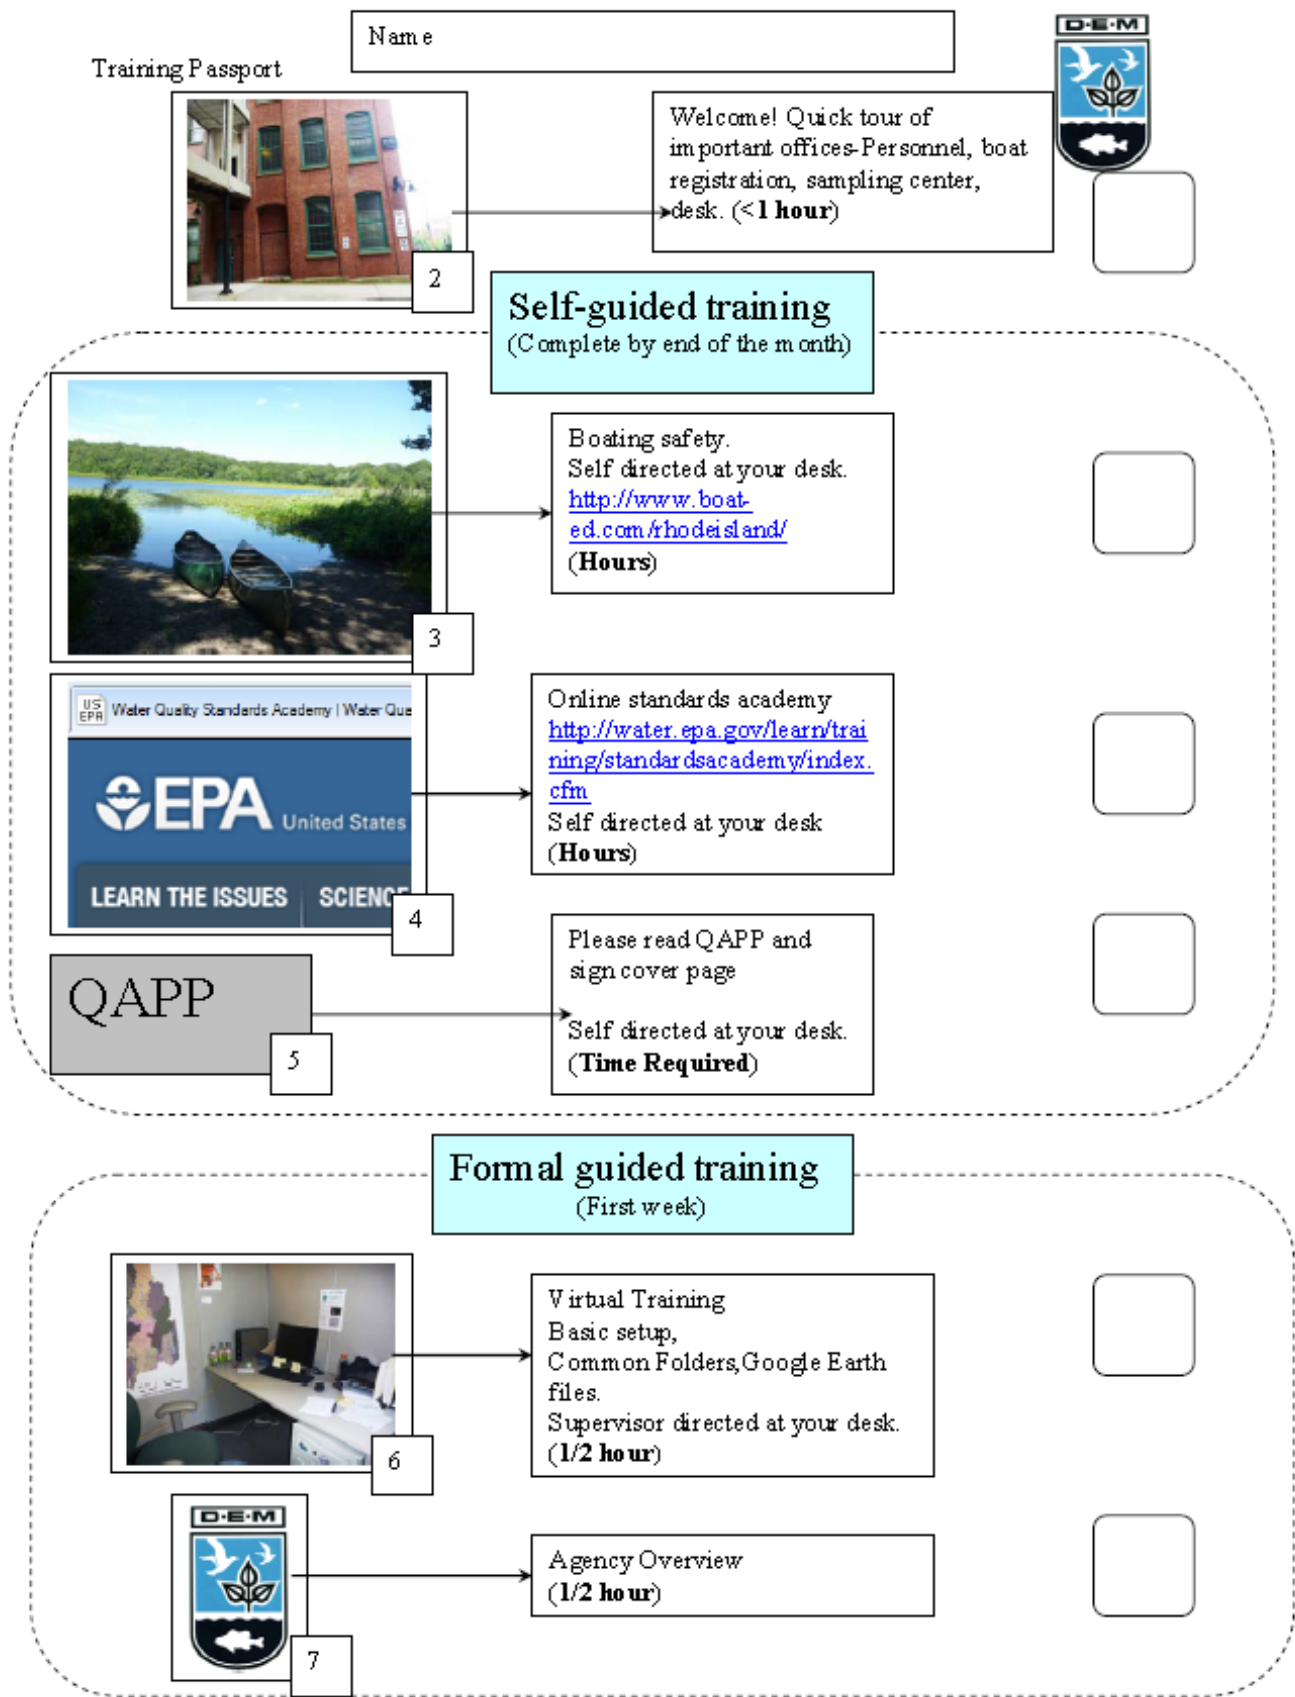 Name
D·E·M
Training Passport
Welcome! Quick tour of
important offices-Personnel, boat
registration, sampling center,
desk. (<1 hour)
2
Self-guided training
(Complete by end of the month)
Boating safety.
Self directed at your desk.
http://www.boat-
ed.com/rhodeisland/
(Hours)
3
US
EPA
Water Quality Standards Academy | Water Qua
EPA
United States
LEARN THE ISSUES
SCIENCE
4
Online standards academy
http://water.epa.gov/learn/trai
ning/standardsacademy/index.
cfm
Self directed at your desk
(Hours)
QAPP
5
Please read QAPP and
sign cover page
Self directed at your desk.
(Time Required)
Formal guided training
(First week)
6
Virtual Training
Basic setup,
Common Folders,Google Earth
files.
Supervisor directed at your desk.
(1/2 hour)
D·E·M
7
Agency Overview
(1/2 hour)